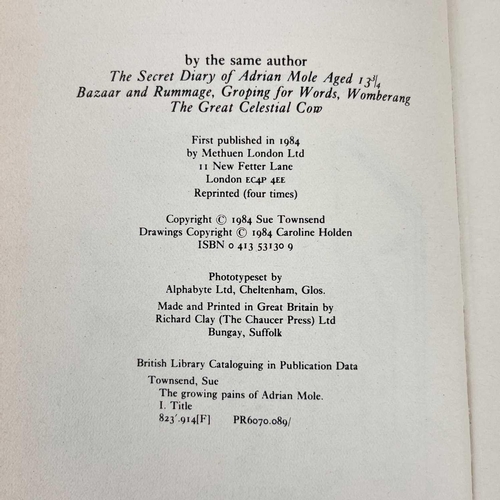 by the same author
The Secret Diary of Adrian Mole Aged 13¾
Bazaar and Rummage, Groping for Words, Womberang
The Great Celestial Cow
First published in 1984
by Methuen London Ltd
11 New Fetter Lane
London EC4P 4EE
Reprinted (four times)
Copyright © 1984 Sue Townsend
Drawings Copyright © 1984 Caroline Holden
ISBN 0 413 53130 9
Phototypeset by
Alphabyte Ltd, Cheltenham, Glos.
Made and Printed in Great Britain by
Richard Clay (The Chaucer Press) Ltd
Bungay, Suffolk
British Library Cataloguing in Publication Data
Townsend, Sue
The growing pains of Adrian Mole.
I. Title
823'.914[F] PR6070.089/